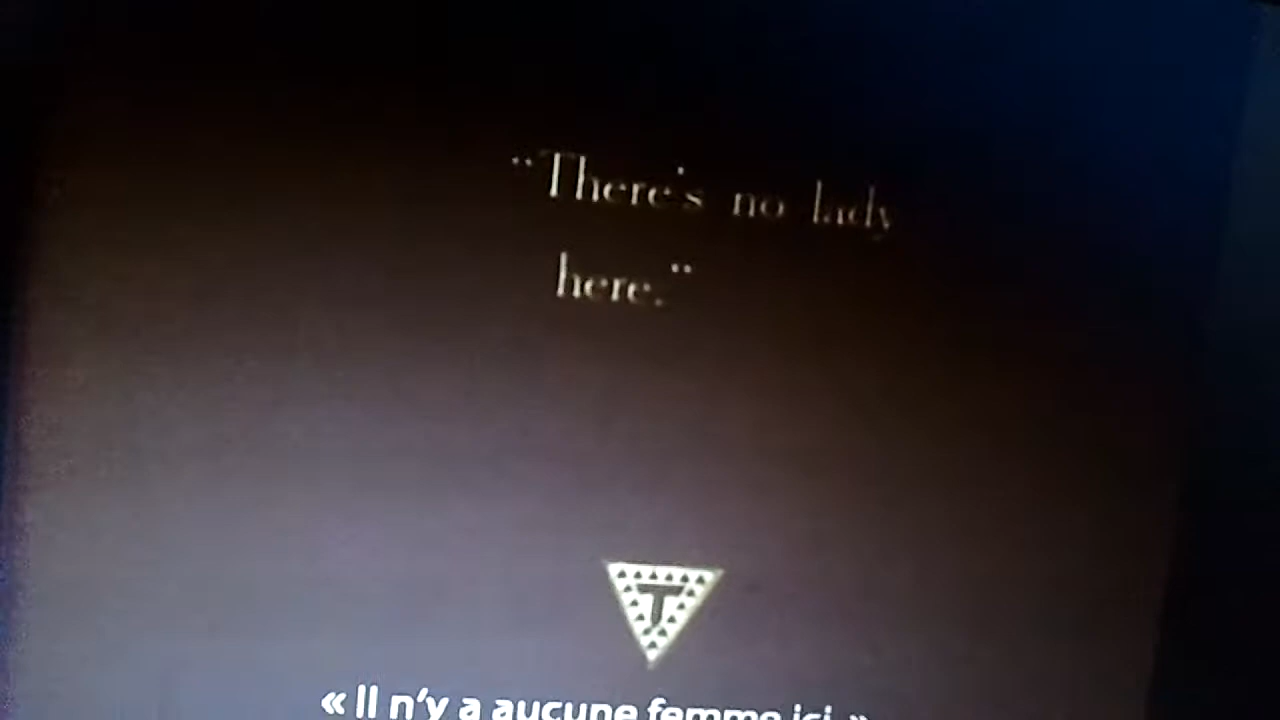 “There's no lady
here.”
T
« Il n'y a aucune femme ici »